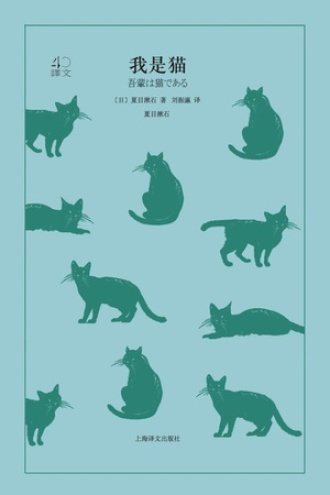 40
譯文
我是猫
吾輩は猫である
〔日〕夏目漱石 著 刘振瀛 译
夏目漱石
上海译文出版社